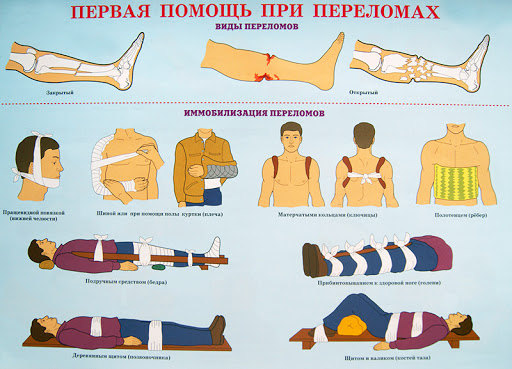 ПЕРВАЯ ПОМОЩЬ ПРИ ПЕРЕЛОМАХ
ВИДЫ ПЕРЕЛОМОВ
Закрытый
Открытый
ИММОБИЛИЗАЦИЯ ПЕРЕЛОМОВ
Пращевидной повязкой
(нижней челюсти)
Шиной или при помощи полы куртки (плеча)
Матерчатыми кольцами (ключицы)
Полотенцем (рёбер)
Подручным средством (бедра)
Прибинтовыванием к здоровой ноге (голени)
Деревянным щитом (позвоночника)
Щитом и валиком (костей таза)